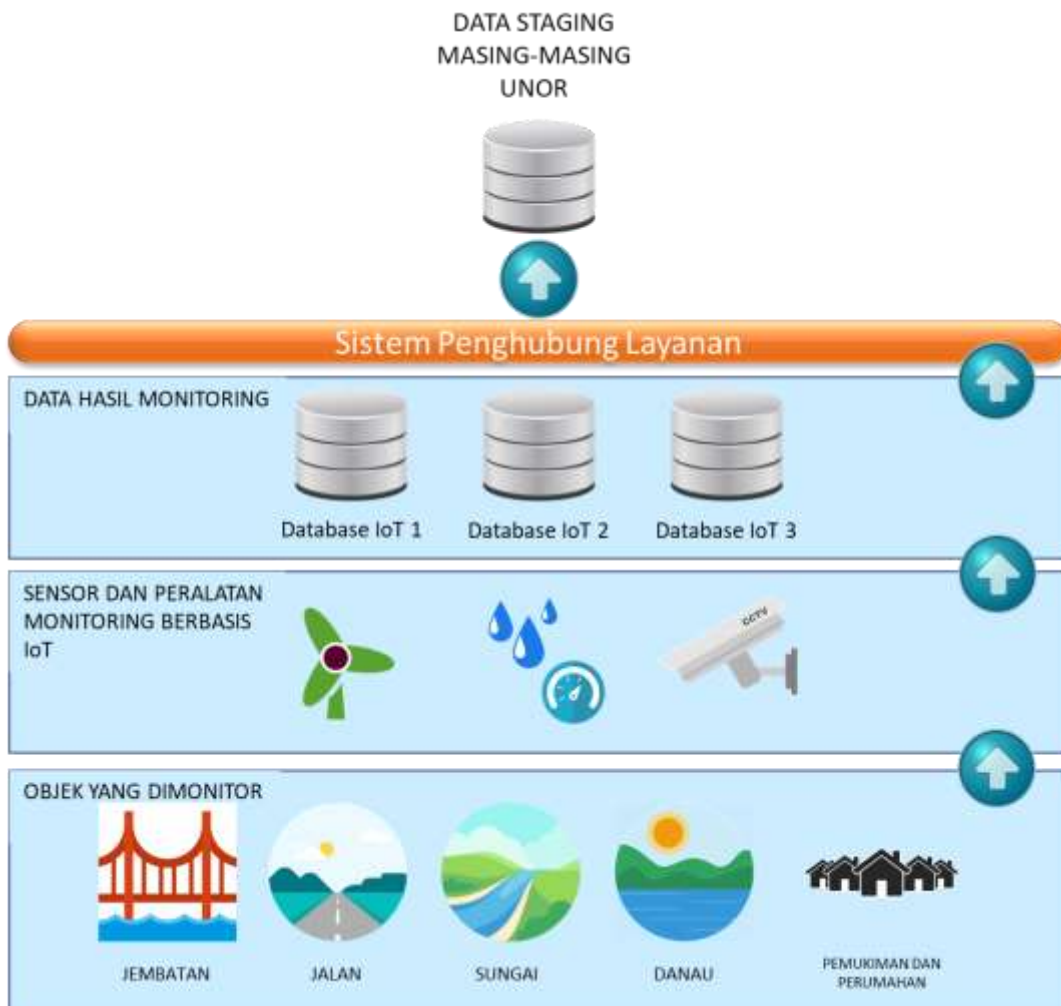 DATA STAGING
MASING-MASING
UNOR
Sistem Penghubung Layanan
DATA HASIL MONITORING
Database IoT 1
Database IoT 2
Database IoT 3
SENSOR DAN PERALATAN
MONITORING BERBASIS
IoT
CCTV
OBJEK YANG DIMONITOR
JEMBATAN
JALAN
SUNGAI
DANAU
PEMUKIMAN DAN
PERUMAHAN